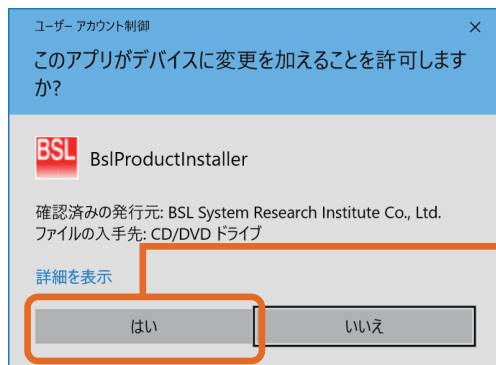 ユーザー アカウント制御
このアプリがデバイスに変更を加えることを許可します
か?
BSL
BslProductInstaller
確認済みの発行元: BSL System Research Institute Co., Ltd.
ファイルの入手先: CD/DVD ドライブ
詳細を表示
はい
いいえ